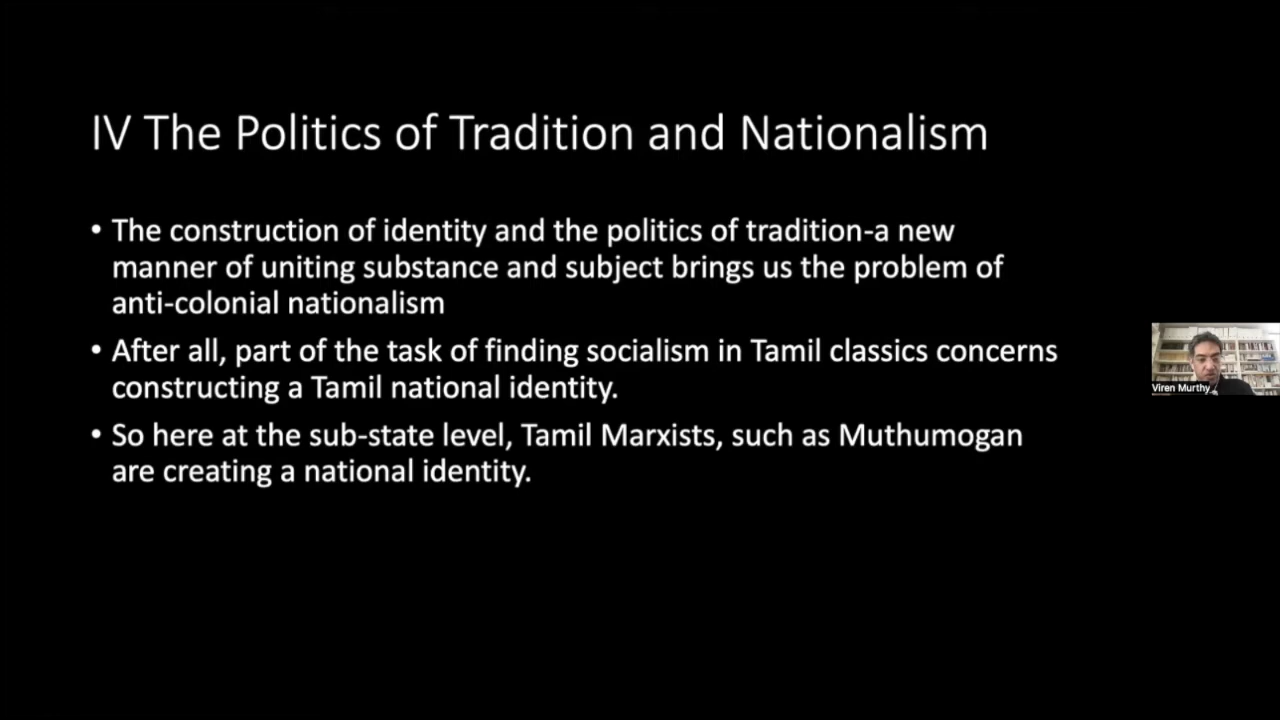 IV The Politics of Tradition and Nationalism
• The construction of identity and the politics of tradition-a new
manner of uniting substance and subject brings us the problem of
anti-colonial nationalism
• After all, part of the task of finding socialism in Tamil classics concerns
constructing a Tamil national identity.
• So here at the sub-state level, Tamil Marxists, such as Muthumogan
are creating a national identity.
Viren Murthy